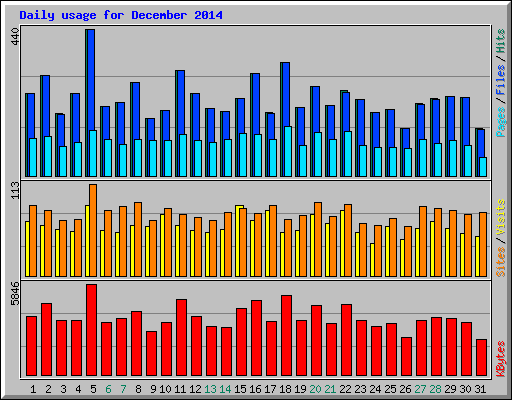 Daily usage for December 2014
440
Pages / Files / Hits
113
Sites / Visits
5846
KBytes
1 2 3 4 5 6 7 8 9 10 11 12 13 14 15 16 17 18 19 20 21 22 23 24 25 26 27 28 29 30 31